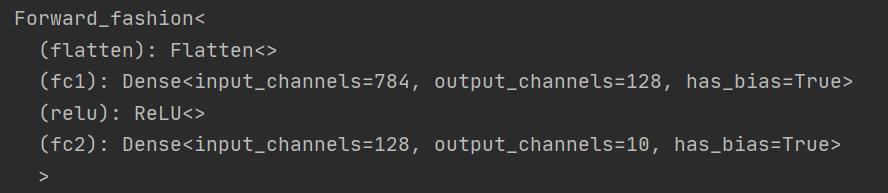 Forward_fashion<
  (flatten): Flatten<>
  (fc1): Dense<input_channels=784, output_channels=128, has_bias=True>
  (relu): ReLU<>
  (fc2): Dense<input_channels=128, output_channels=10, has_bias=True>
  >